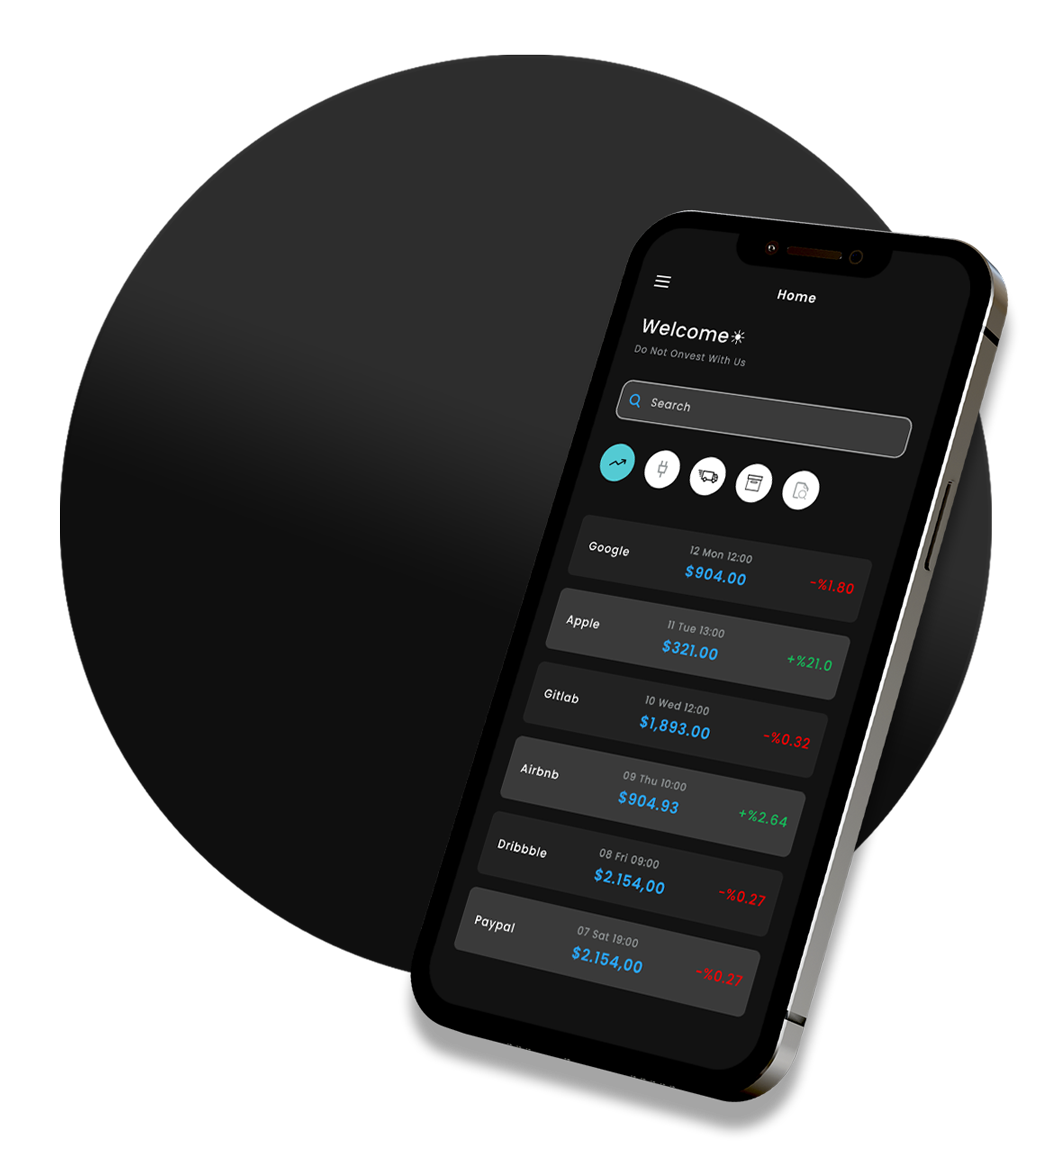 Home
Welcome☀
Do Not Onvest With Us
Search
Google
12 Mon 12:00
$904.00
-%1.80
Apple
11 Tue 13:00
$321.00
+%21.0
Gitlab
10 Wed 12:00
$1,893.00
-%0.32
Airbnb
09 Thu 10:00
$904.93
+%2.64
Dribbble
08 Fri 09:00
$2.154,00
-%0.27
Paypal
07 Sat 19:00
$2.154,00
-%0.27